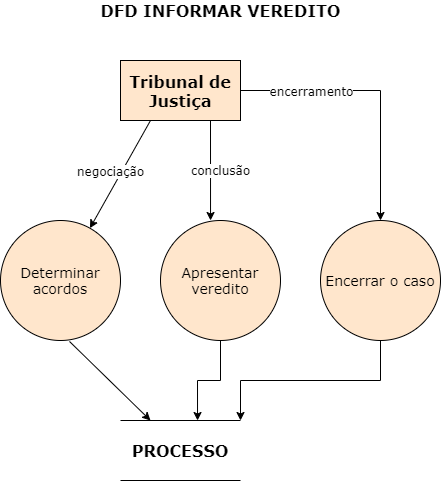 DFD INFORMAR VEREDITO
Tribunal de
Justiça
encerramento
negociação
conclusão
Determinar
acordos
Apresentar
veredito
Encerrar o caso
PROCESSO